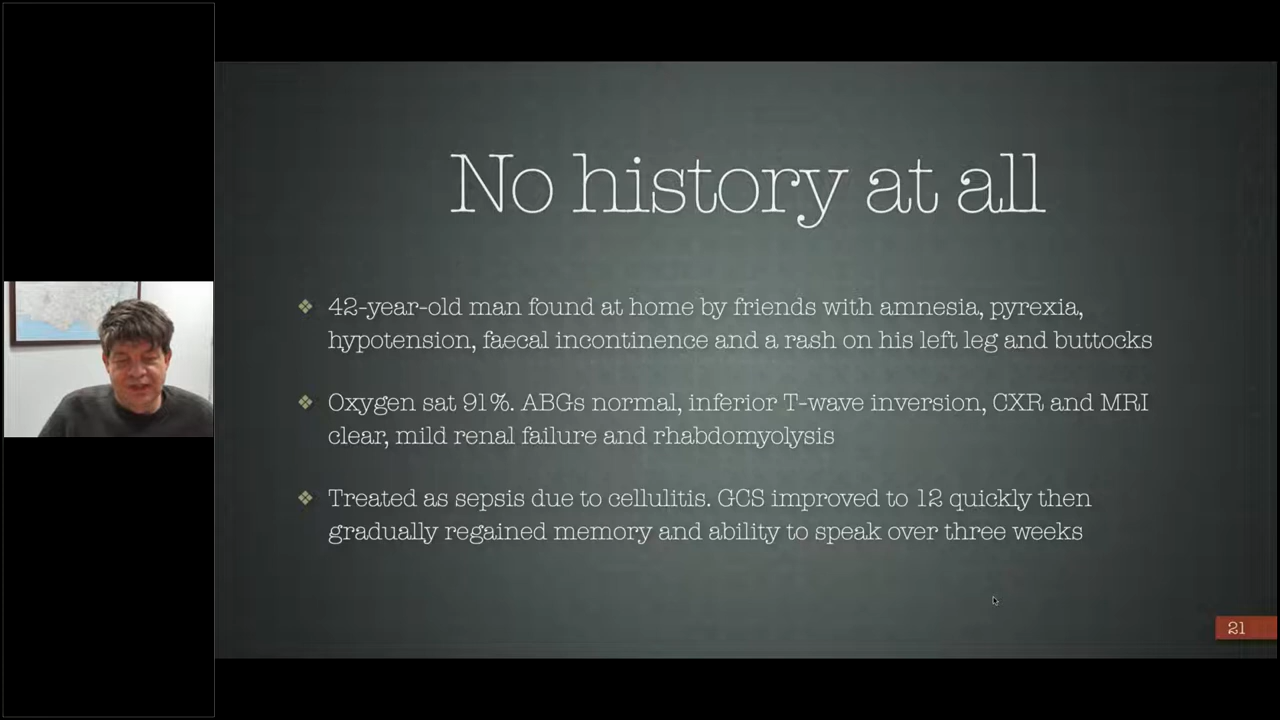 No history at all
42-year-old man found at home by friends with amnesia, pyrexia,
hypotension, faecal incontinence and a rash on his left leg and buttocks
Oxygen sat 91%. ABGs normal, inferior T-wave inversion, CXR and MRI
clear, mild renal failure and rhabdomyolysis
Treated as sepsis due to cellulitis. GCS improved to 12 quickly then
gradually regained memory and ability to speak over three weeks
21